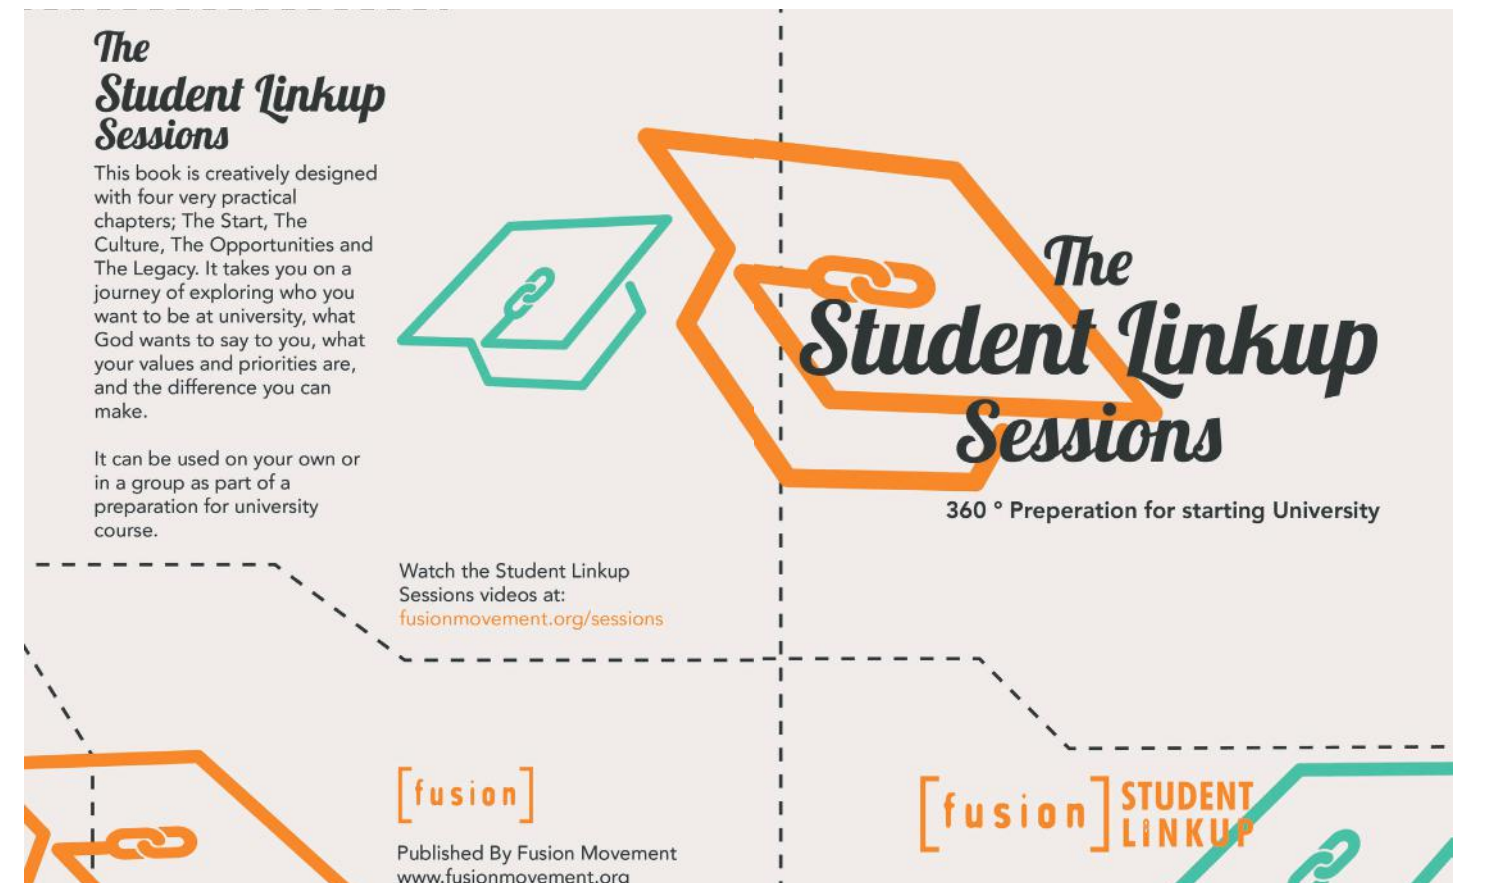 The
Student Linkup
Sessions
This book is creatively designed
with four very practical
chapters; The Start, The
Culture, The Opportunities and
The Legacy. It takes you on a
journey of exploring who you
want to be at university, what
God wants to say to you, what
your values and priorities are,
and the difference you can
make.
It can be used on your own or
in a group as part of a
preparation for university
course.
Watch the Student Linkup
Sessions videos at:
fusionmovement.org/sessions
[fusion]
Published By Fusion Movement
www.fusionmovement.org
The
Student Linkup
Sessions
360 ° Preperation for starting University
[fusion] STUDENT
LINKUP